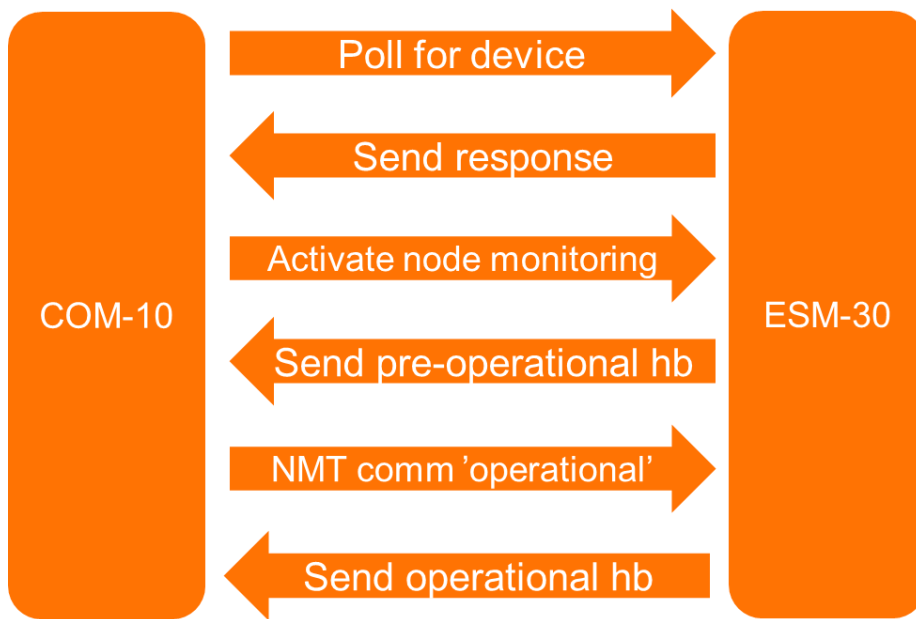 Poll for device
Send response
Activate node monitoring
COM-10
ESM-30
Send pre-operational hb
NMT comm ’operational’
Send operational hb